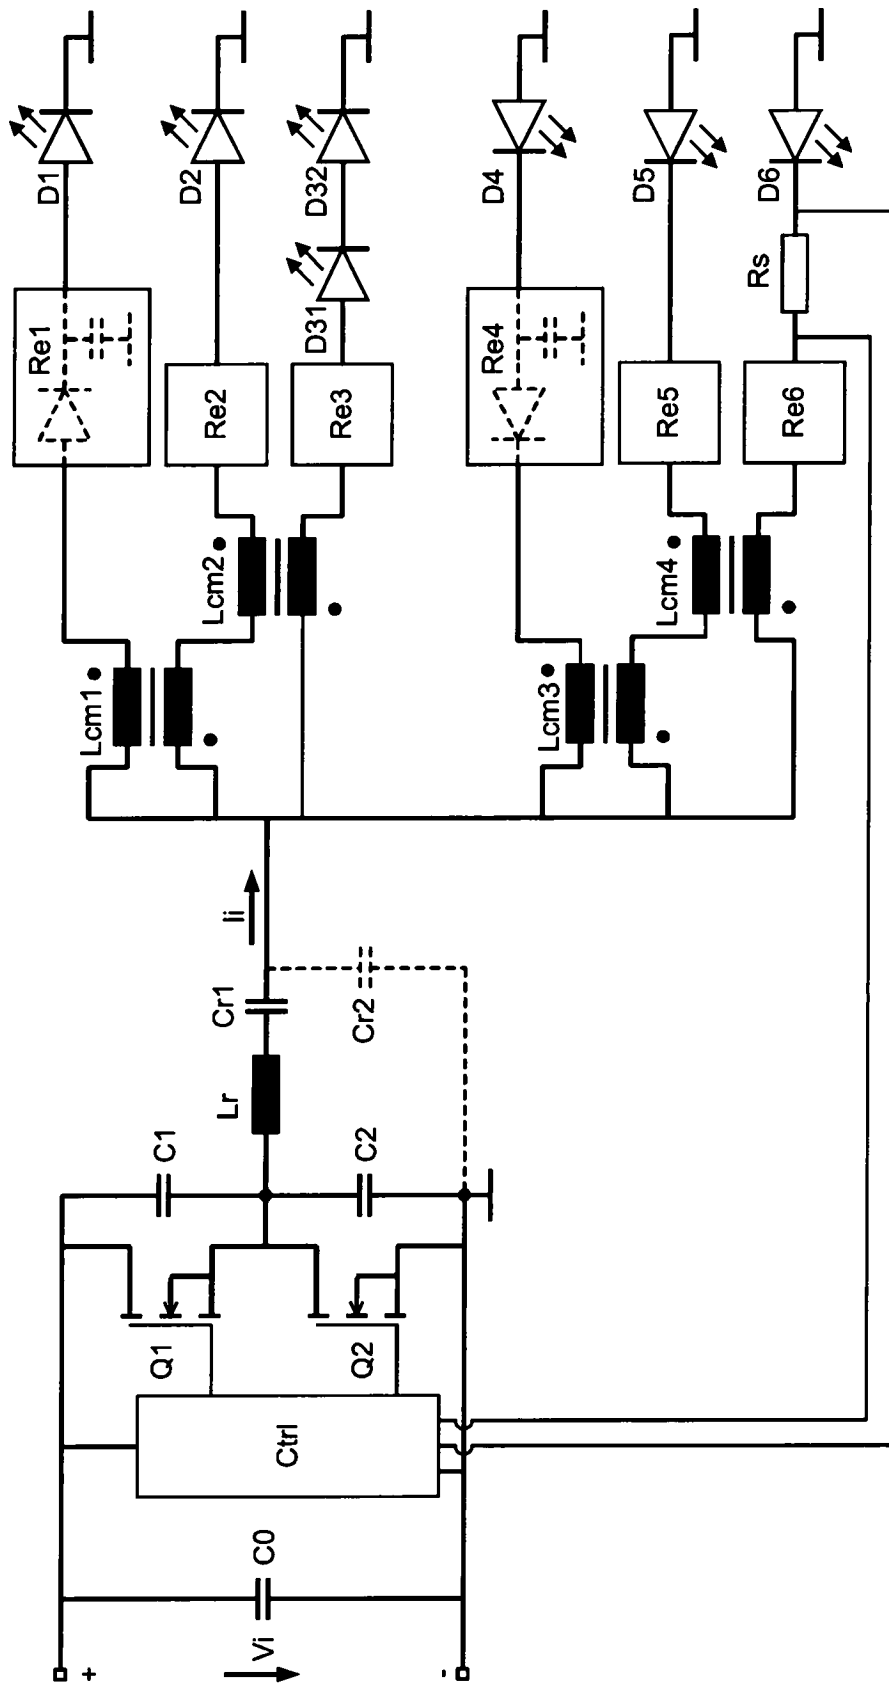 +
Vi
-
C0
Ctrl
Q1
Q2
C1
C2
Lr
Cr1
Cr2
Ii
Lcm1
Lcm2
Lcm3
Lcm4
Re1
Re2
Re3
Re4
Re5
Re6
Rs
D1
D2
D31
D32
D4
D5
D6